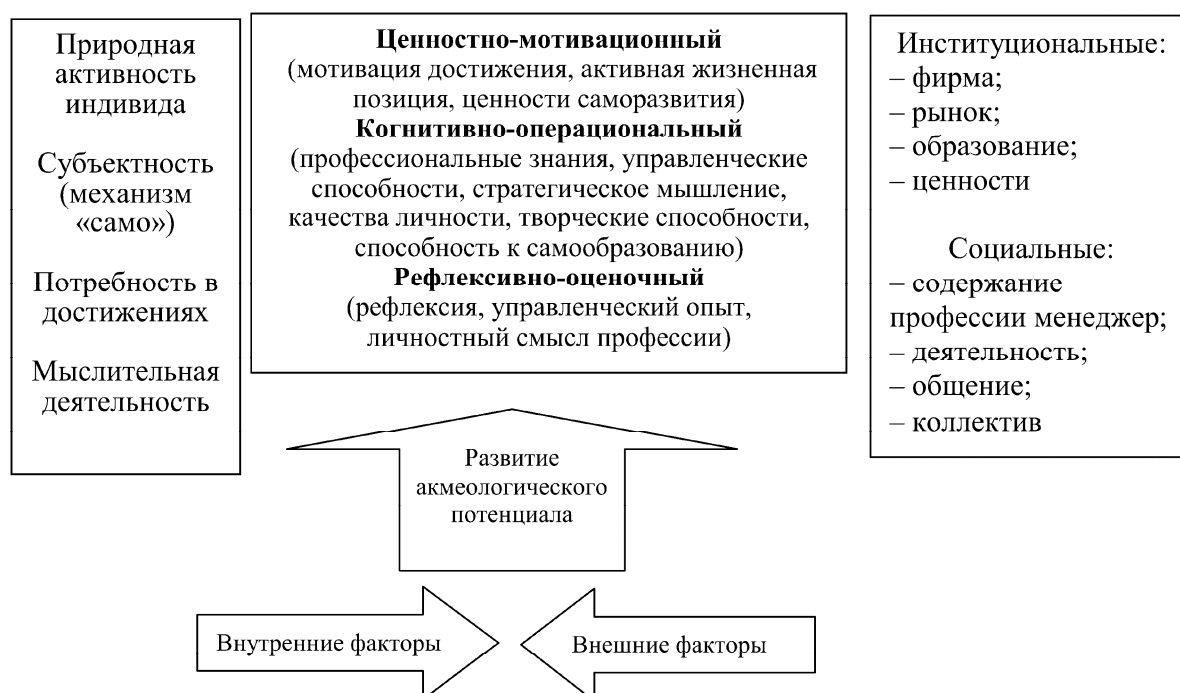 Природная
активность
индивида
Субъектность
(механизм
«само»)
Потребность в
достижениях
Мыслительная
деятельность
Ценностно-мотивационный
(мотивация достижения, активная жизненная
позиция, ценности саморазвития)
Когнитивно-операциональный
(профессиональные знания, управленческие
способности, стратегическое мышление,
качества личности, творческие способности,
способность к самообразованию)
Рефлексивно-оценочный
(рефлексия, управленческий опыт,
личностный смысл профессии)
Институциональные:
– фирма;
– рынок;
– образование;
– ценности
Социальные:
– содержание
профессии менеджер;
– деятельность;
– общение;
– коллектив
Развитие
акмеологического
потенциала
Внутренние факторы
Внешние факторы